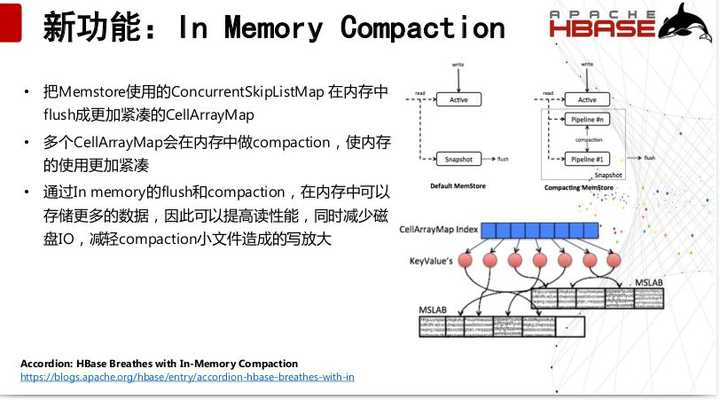 新功能：In Memory Compaction
APACHE
HBASE
• 把Memstore使用的ConcurrentSkipListMap 在内存中
flush成更加紧凑的CellArrayMap
• 多个CellArrayMap会在内存中做compaction，使内存
的使用更加紧凑
• 通过In memory的flush和compaction，在内存中可以
存储更多的数据，因此可以提高读性能，同时减少磁
盘IO，减轻compaction小文件造成的写放大
write
read
Active
Snapshot
flush
Default MemStore
write
read
Active
Pipeline #n
compaction
Pipeline #1
flush
Snapshot
Compacting MemStore
CellArrayMap Index
KeyValue's
MSLAB
MSLAB
Accordion: HBase Breathes with In-Memory Compaction
https://blogs.apache.org/hbase/entry/accordion-hbase-breathes-with-in